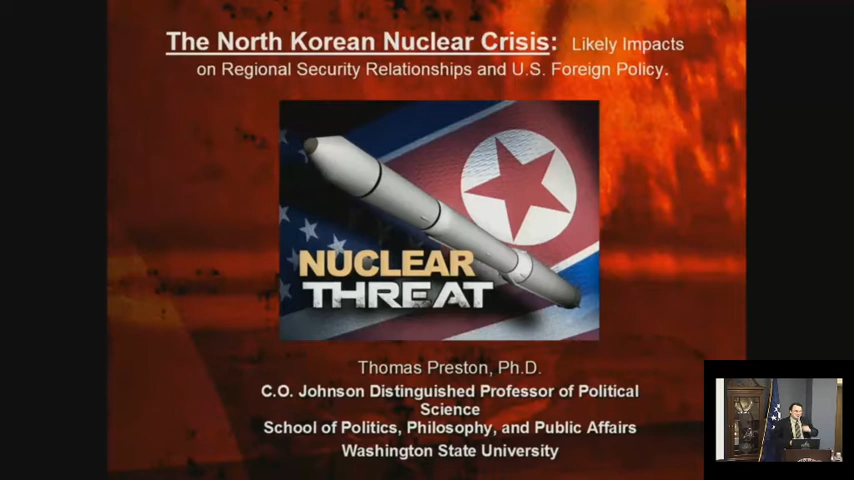 The North Korean Nuclear Crisis: Likely Impacts
on Regional Security Relationships and U.S. Foreign Policy.
NUCLEAR
THREAT
Thomas Preston, Ph.D.
C.O. Johnson Distinguished Professor of Political
Science
School of Politics, Philosophy, and Public Affairs
Washington State University